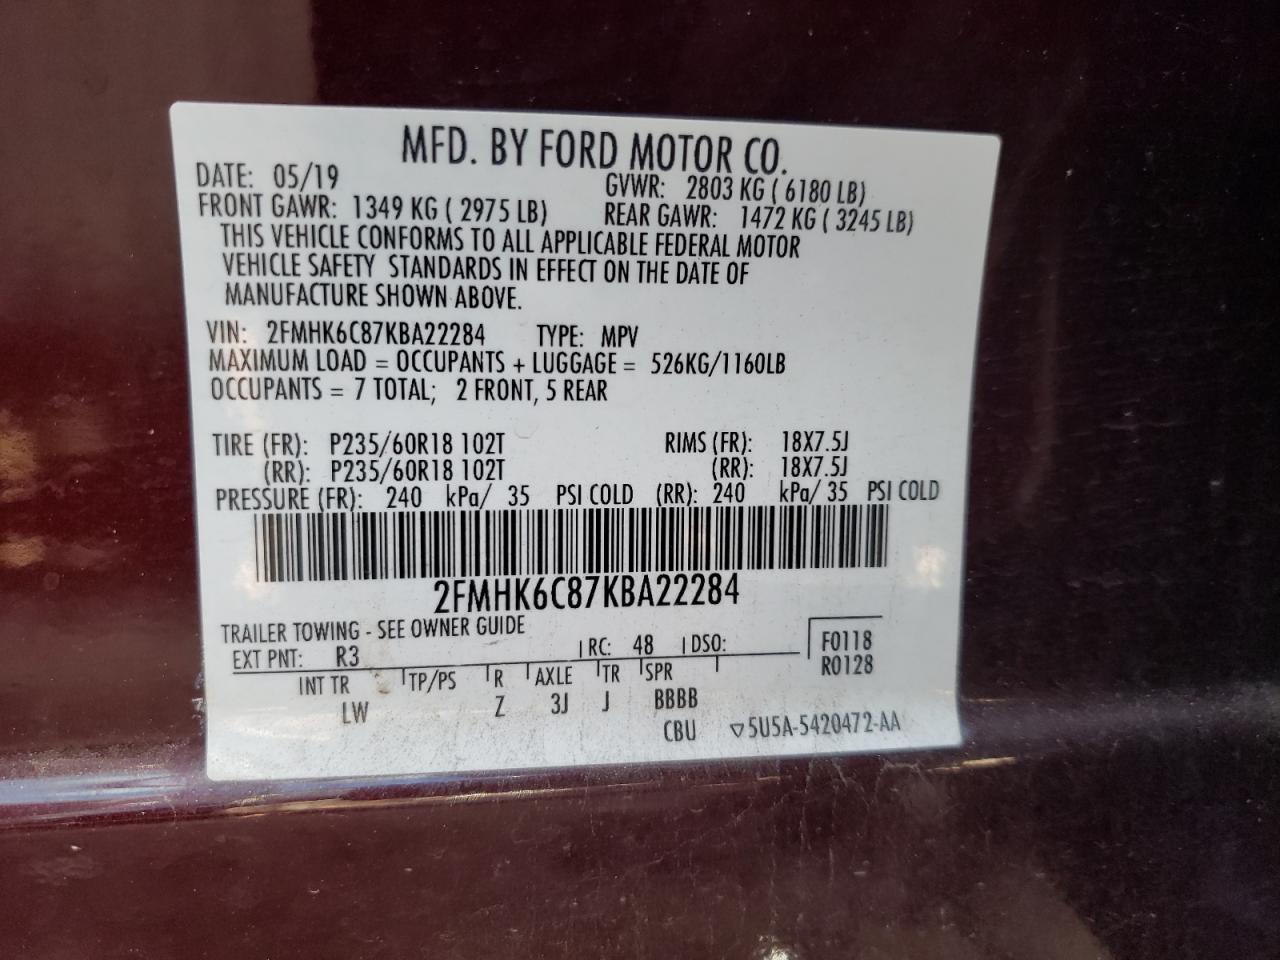 MFD. BY FORD MOTOR CO.
DATE: 05/19 GVWR: 2803 KG ( 6180 LB)
FRONT GAWR: 1349 KG ( 2975 LB) REAR GAWR: 1472 KG ( 3245 LB)
THIS VEHICLE CONFORMS TO ALL APPLICABLE FEDERAL MOTOR
VEHICLE SAFETY STANDARDS IN EFFECT ON THE DATE OF
MANUFACTURE SHOWN ABOVE.
VIN: 2FMHK6C87KBA22284 TYPE: MPV
MAXIMUM LOAD = OCCUPANTS + LUGGAGE = 526KG/1160LB
OCCUPANTS = 7 TOTAL; 2 FRONT, 5 REAR
TIRE (FR): P235/60R18 102T RIMS (FR): 18X7.5J
(RR): P235/60R18 102T (RR): 18X7.5J
PRESSURE (FR): 240 kPa/ 35 PSI COLD (RR): 240 kPa/ 35 PSI COLD
2FMHK6C87KBA22284
TRAILER TOWING - SEE OWNER GUIDE
EXT PNT: R3 RC: 48 DSO: F0118
R0128
INT TR TP/PS R AXLE TR SPR
LW Z 3J J BBBB
CBU ▽5U5A-5420472-AA